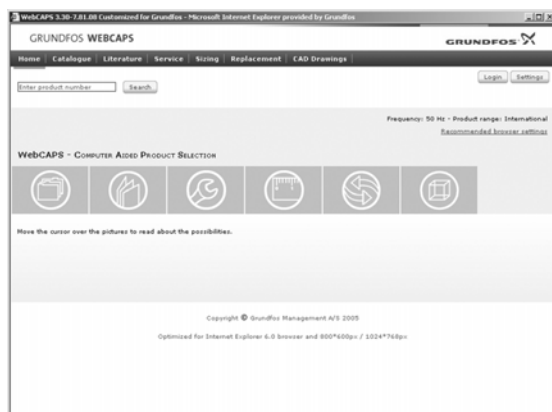 WebCAPS 3.30-7.01.08 Customized for Grundfos - Microsoft Internet Explorer provided by Grundfos
GRUNDFOS WEBCAPS
GRUNDFOS
Home Catalogue Literature Service Sizing Replacement CAD Drawings
Login Settings
Enter product number Search
Frequency: 50 Hz - Product range: International
Recommended browser settings
WebCAPS - Computer Aided Product Selection
Move the cursor over the pictures to read about the possibilities.
Copyright © Grundfos Management A/S 2005
Optimized for Internet Explorer 6.0 browser and 800*600px / 1024*768px